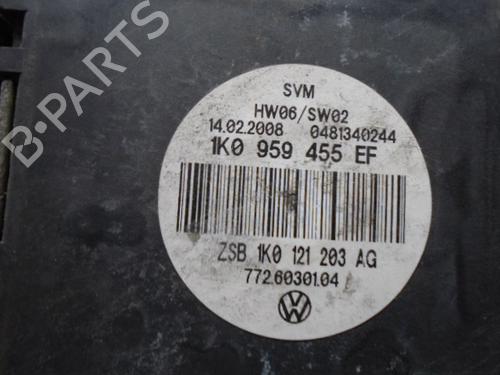 B-PARTS
SVM
HW06/SW02
14.02.2008 0481340244
1K0 959 455 EF
ZSB 1K0 121 203 AG
772.60301.04
VW